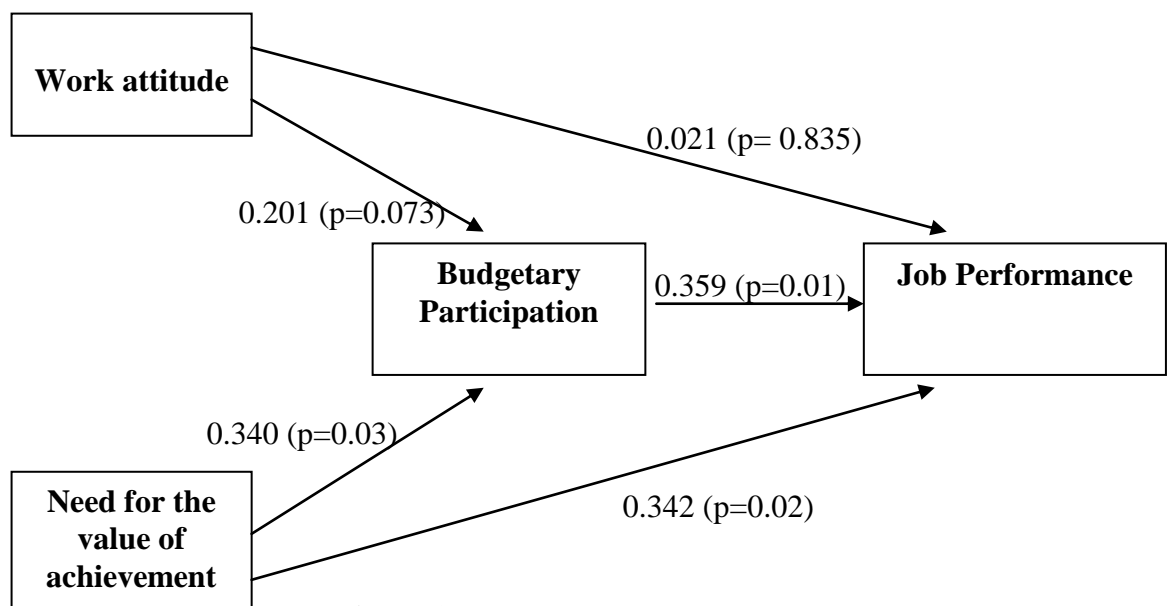 Work attitude
0.021 (p= 0.835)
0.201 (p=0.073)
Budgetary
Participation
0.359 (p=0.01)
Job Performance
0.340 (p=0.03)
Need for the
value of
achievement
0.342 (p=0.02)